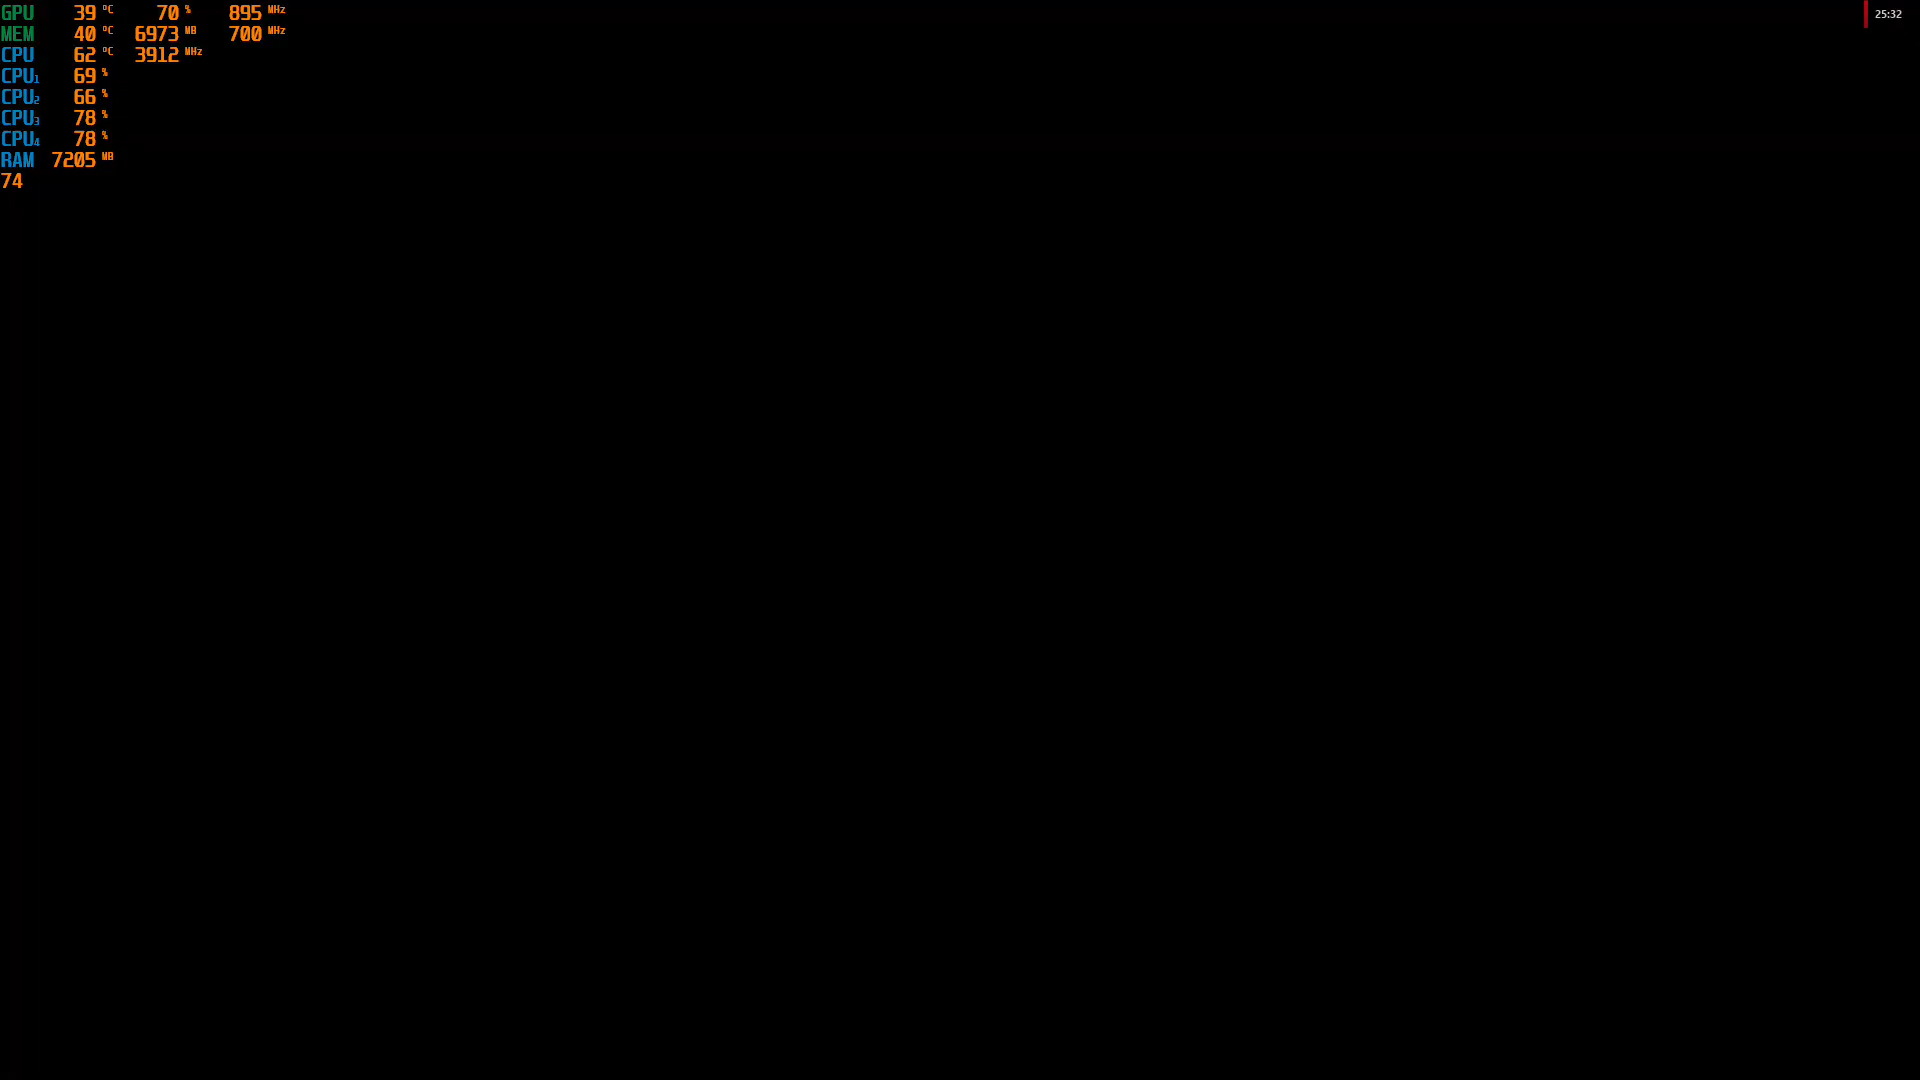 GPU 39 °C 70 % 895 MHz
25:32
MEM 40 °C 6973 MB 700 MHz
CPU 62 °C 3912 MHz
CPU1 69 %
CPU2 66 %
CPU3 78 %
CPU4 78 %
RAM 7205 MB
74